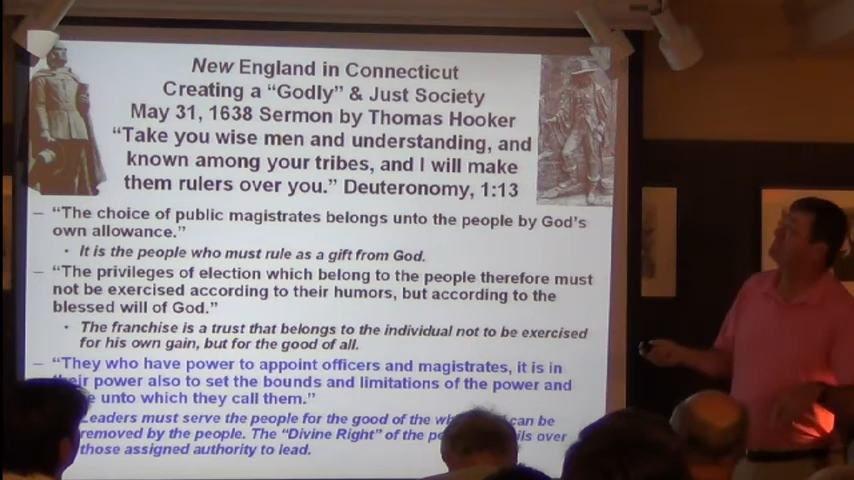 New England in Connecticut
Creating a “Godly” & Just Society
May 31, 1638 Sermon by Thomas Hooker
“Take you wise men and understanding, and
known among your tribes, and I will make
them rulers over you.” Deuteronomy, 1:13
– “The choice of public magistrates belongs unto the people by God’s
own allowance.”
• It is the people who must rule as a gift from God.
– “The privileges of election which belong to the people therefore must
not be exercised according to their humors, but according to the
blessed will of God.”
• The franchise is a trust that belongs to the individual not to be exercised
for his own gain, but for the good of all.
– “They who have power to appoint officers and magistrates, it is in
power also to set the bounds and limitations of the power and
unto which they call them.”
Leaders must serve the people for the good of the can be
removed by the people. The “Divine Right” of the over
those assigned authority to lead.